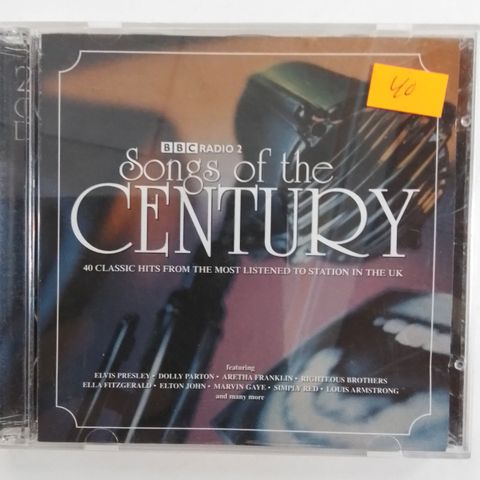 40
BBC RADIO 2
Songs of the
CENTURY
40 CLASSIC HITS FROM THE MOST LISTENED TO STATION IN THE UK
featuring
ELVIS PRESLEY • DOLLY PARTON • ARETHA FRANKLIN • RIGHTEOUS BROTHERS
ELLA FITZGERALD • ELTON JOHN • MARVIN GAYE • SIMPLY RED • LOUIS ARMSTRONG
and many more